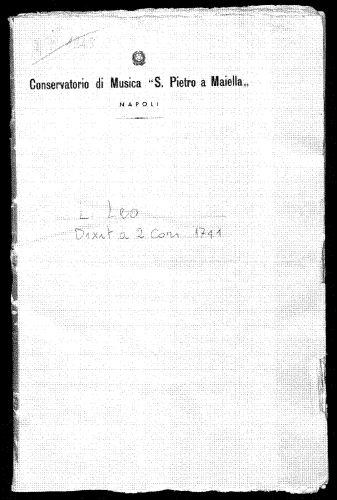 Conservatorio di Musica "S. Pietro a Maiella„
NAPOLI
L. Leo
Dixit a 2 Cori 1741